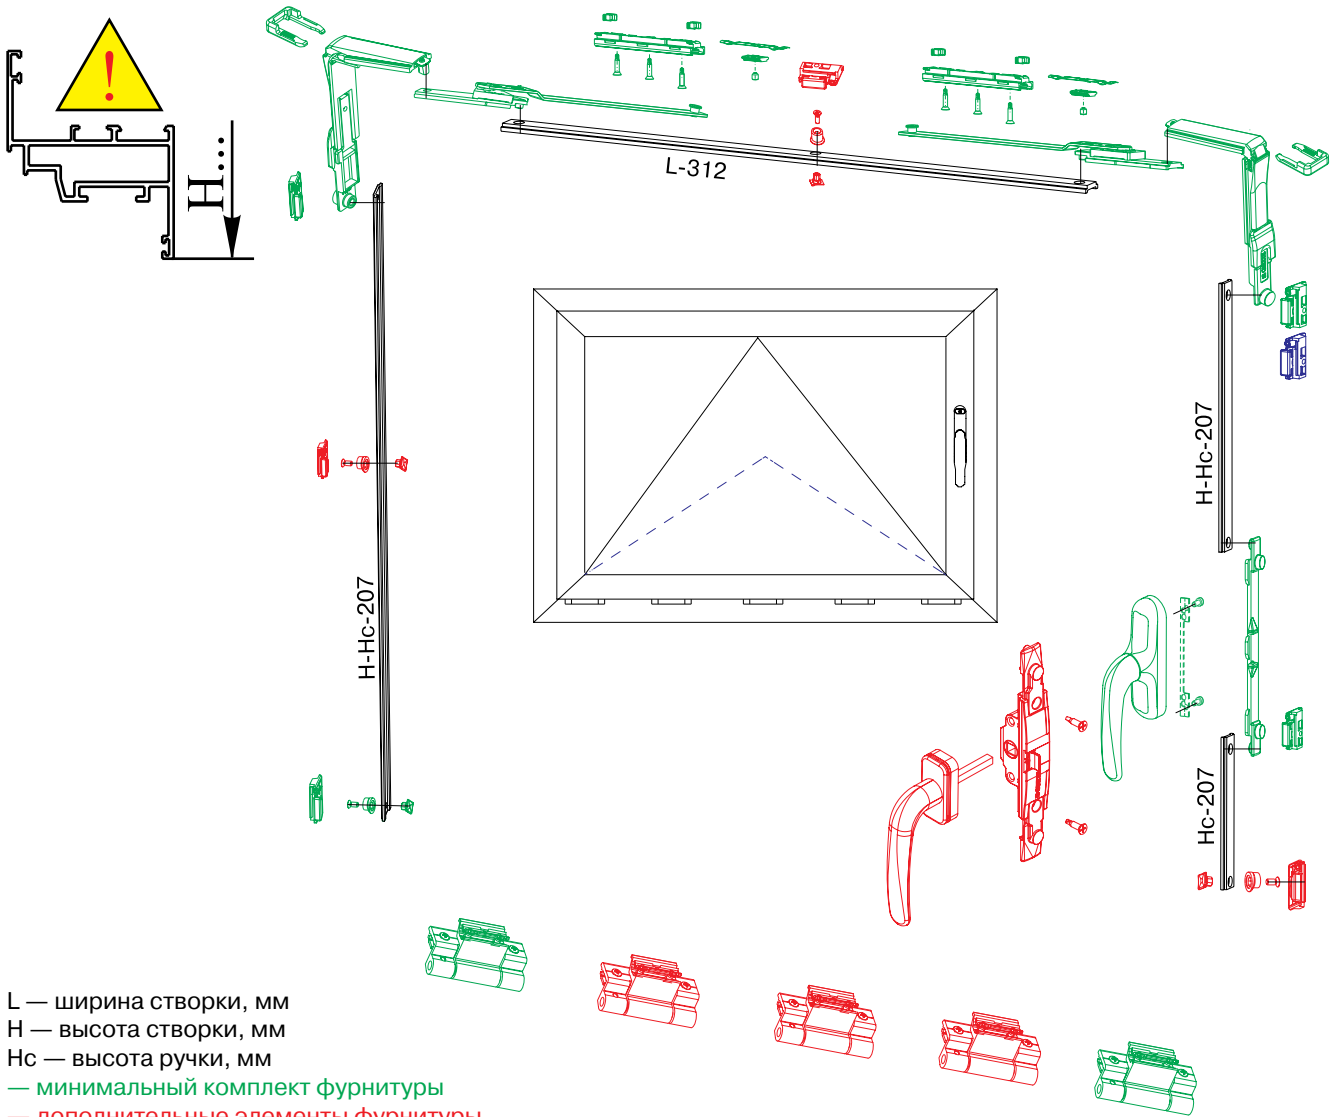 !
H...
L-312
H-Hc-207
H-Hc-207
Hc-207
L — ширина створки, мм
H — высота створки, мм
Hc — высота ручки, мм
— минимальный комплект фурнитуры
— дополнительные элементы фурнитуры